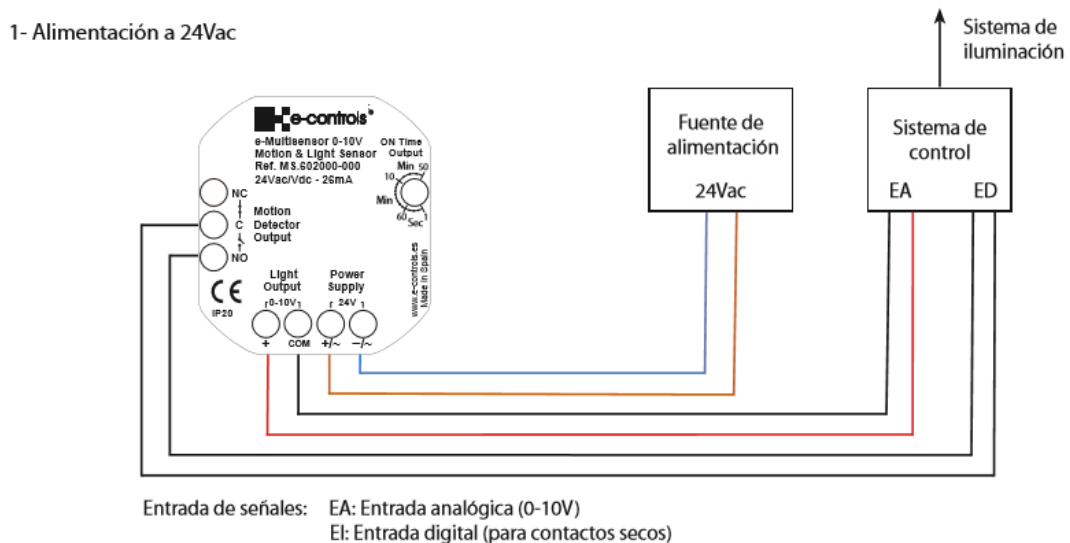 1- Alimentación a 24Vac
Sistema de
iluminación
e-controls®
e-Multisensor 0-10V
Motion & Light Sensor
Ref. MS.602000-000
24Vac/Vdc - 26mA
ON Time
Output
Min 50
10
Min
60
Sec
1
NC
C
NO
Motion
Detector
Output
CE
IP20
Light
Output
0-10V
Power
Supply
24V
+
COM
+/~
−/~
www.e-controls.es
Made in Spain
Fuente de
alimentación
24Vac
Sistema de
control
EA
ED
Entrada de señales: EA: Entrada analógica (0-10V)
EI: Entrada digital (para contactos secos)